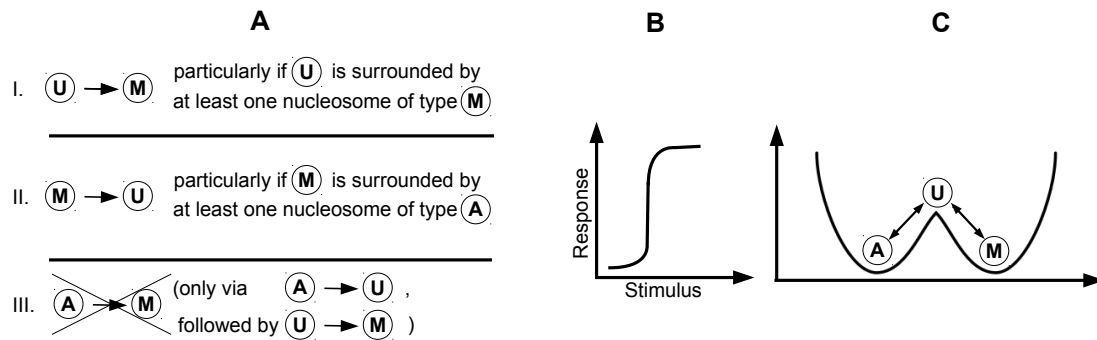 A
I. U → M particularly if U is surrounded by
at least one nucleosome of type M
II. M → U particularly if M is surrounded by
at least one nucleosome of type A
III. A → M (only via A → U ,
followed by U → M )
B
Response
Stimulus
C
U
A
M